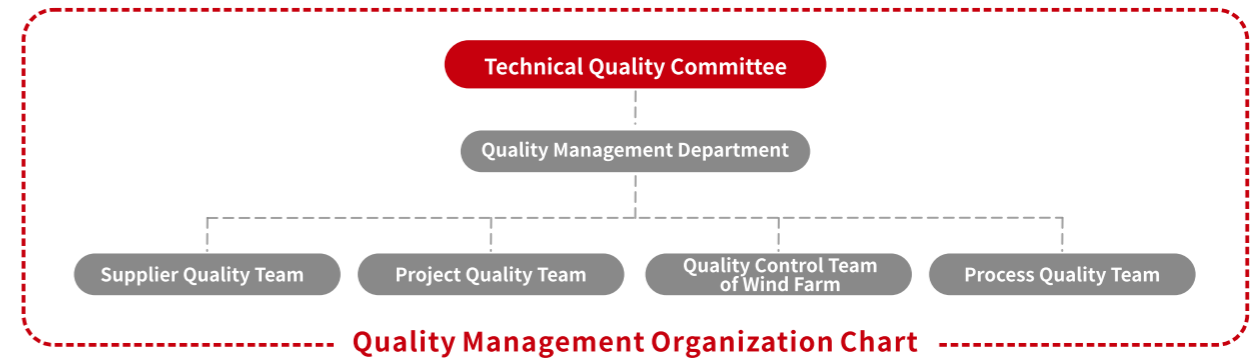 Technical Quality Committee
Quality Management Department
Supplier Quality Team
Project Quality Team
Quality Control Team
of Wind Farm
Process Quality Team
Quality Management Organization Chart